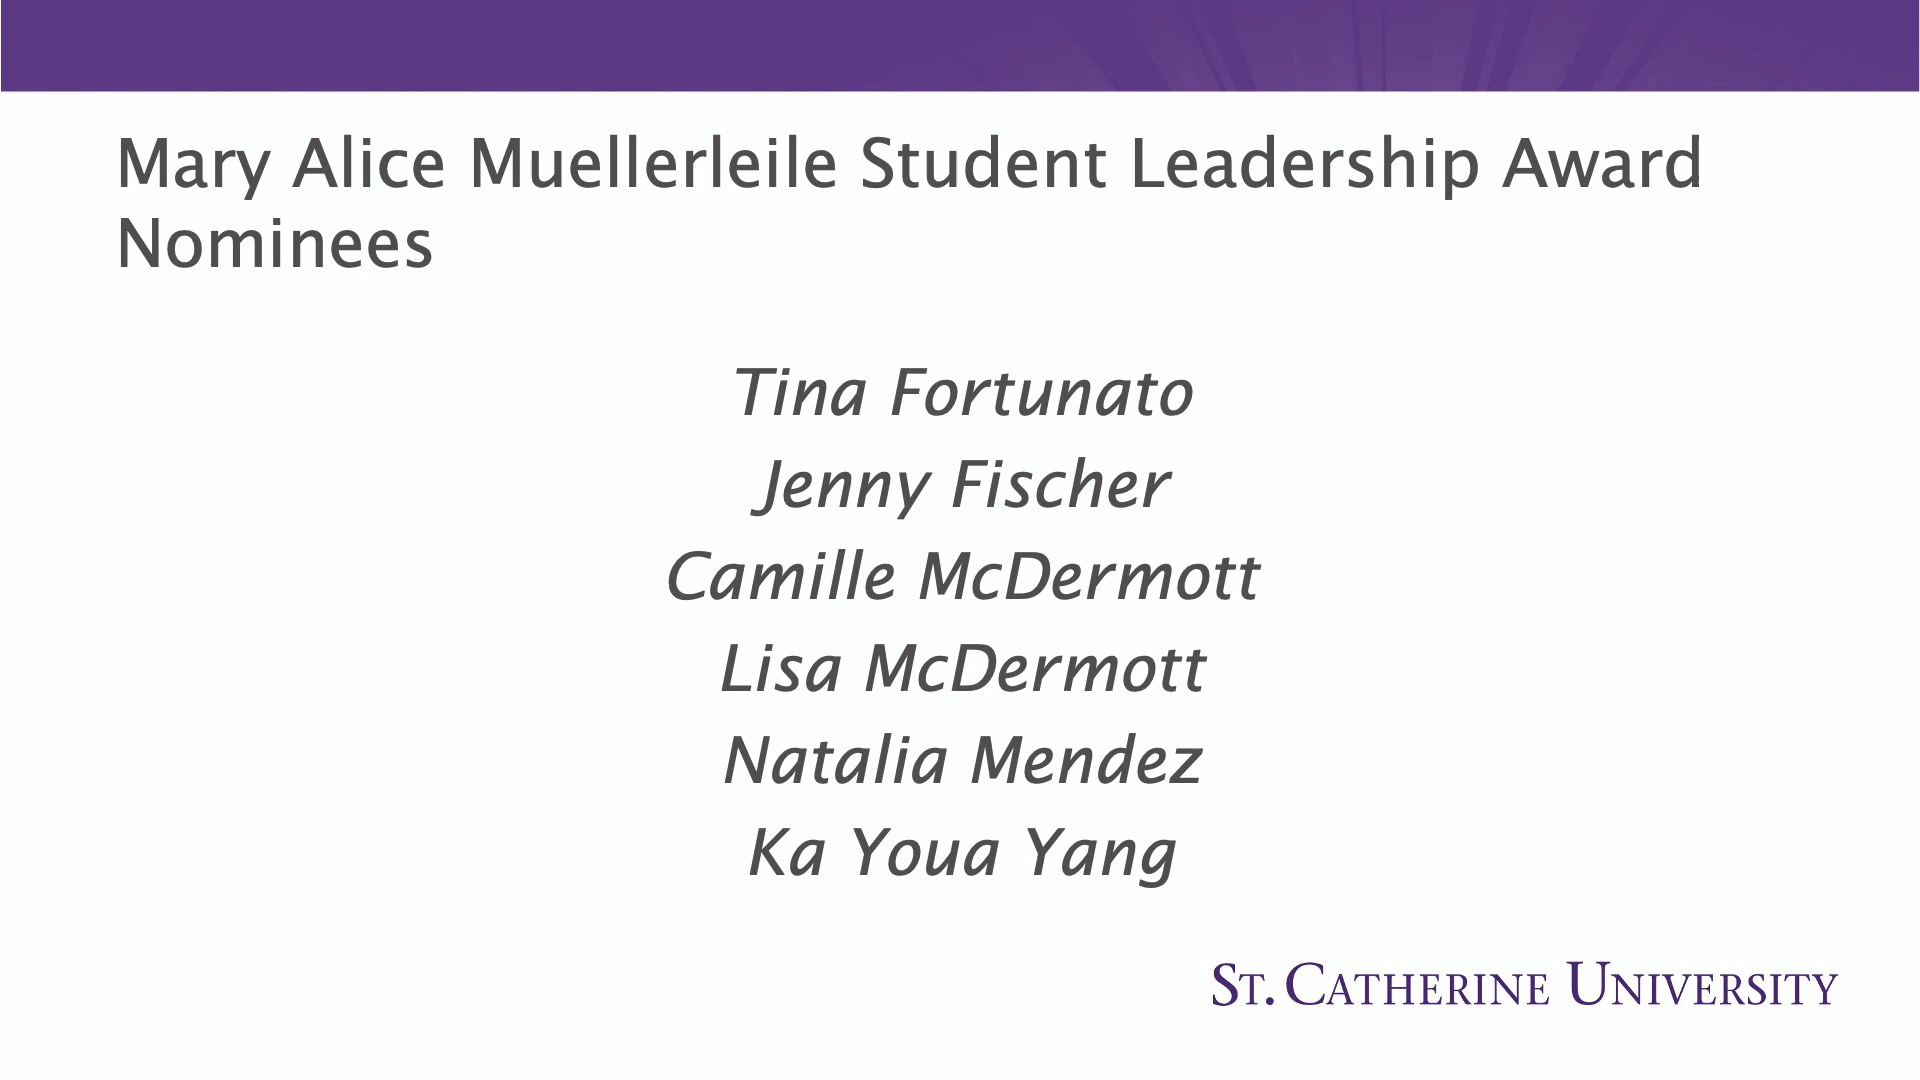 Mary Alice Muellerleile Student Leadership Award
Nominees
Tina Fortunato
Jenny Fischer
Camille McDermott
Lisa McDermott
Natalia Mendez
Ka Youa Yang
St. Catherine University